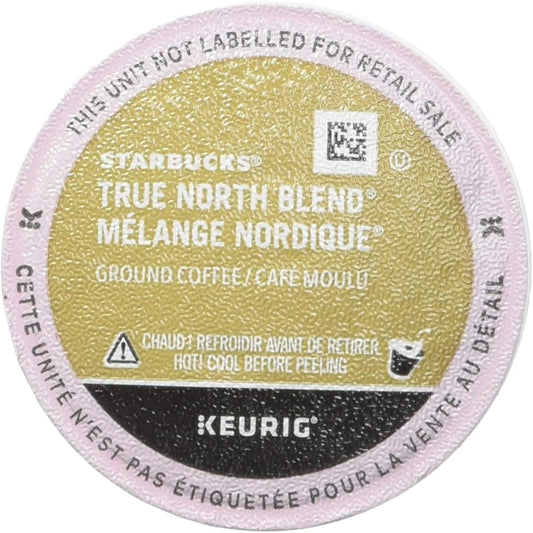 THIS UNIT NOT LABELLED FOR RETAIL SALE
STARBUCKS®
TRUE NORTH BLEND®
MÉLANGE NORDIQUE®
GROUND COFFEE / CAFÉ MOULU
CHAUD! REFROIDIR AVANT DE RETIRER
HOT! COOL BEFORE PEELING
KEURIG®
CETTE UNITÉ N'EST PAS ÉTIQUETÉE POUR LA VENTE AU DÉTAIL